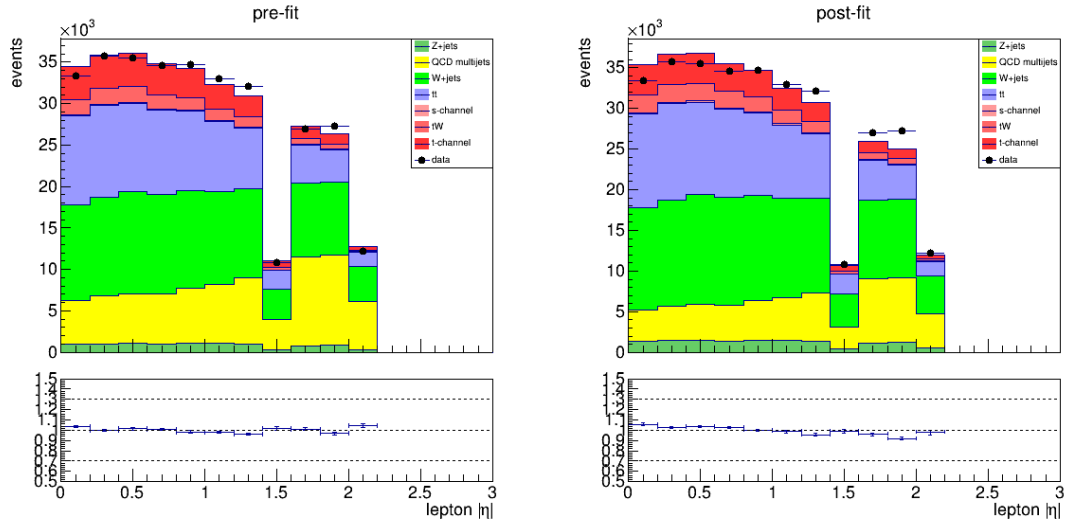 pre-fit
×10³
events
35
30
25
20
15
10
5
0
Z+jets
QCD multijets
W+jets
tt
s-channel
tW
t-channel
data
1.5
1.4
1.3
1.2
1.1
1.0
0.9
0.8
0.7
0.6
0.5
0 0.5 1 1.5 2 2.5 3
lepton |η|
post-fit
×10³
events
35
30
25
20
15
10
5
0
Z+jets
QCD multijets
W+jets
tt
s-channel
tW
t-channel
data
1.5
1.4
1.3
1.2
1.1
1.0
0.9
0.8
0.7
0.6
0.5
0 0.5 1 1.5 2 2.5 3
lepton |η|